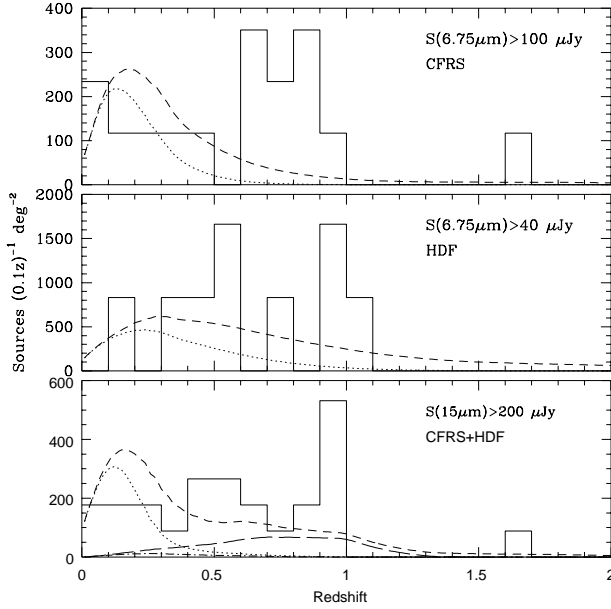 400
300
200
100
0
S(6.75μm)>100 μJy
CFRS
2000
1500
1000
500
0
S(6.75μm)>40 μJy
HDF
Sources (0.1z)⁻¹ deg⁻²
600
400
200
0
S(15μm)>200 μJy
CFRS+HDF
0 0.5 1 1.5 2
Redshift